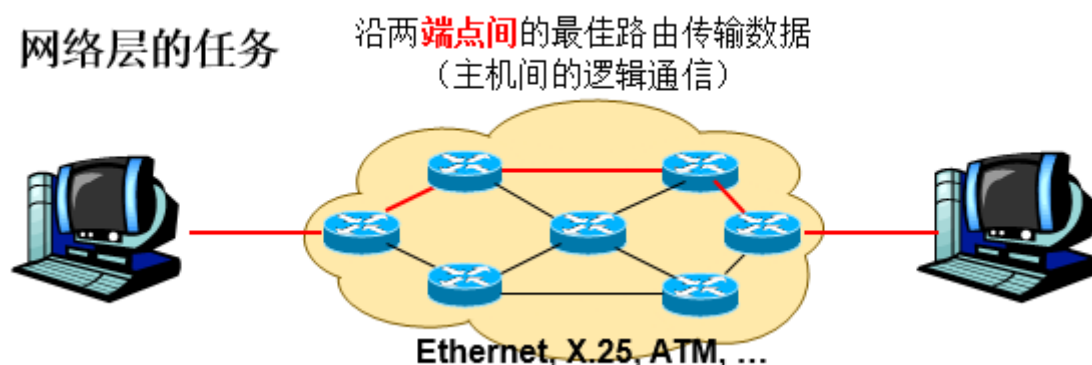 网络层的任务
沿两端点间的最佳路由传输数据
（主机间的逻辑通信）
Ethernet, X.25, ATM, ...